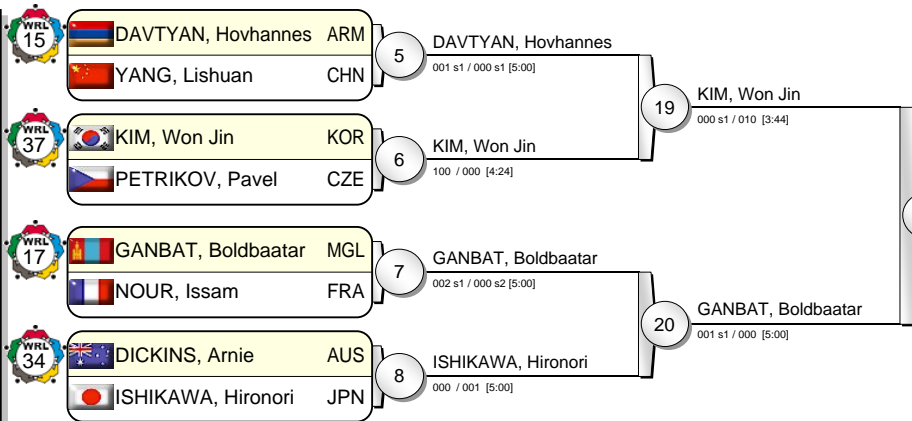 WRL
15
DAVTYAN, Hovhannes ARM
YANG, Lishuan CHN
5
DAVTYAN, Hovhannes
001 s1 / 000 s1 [5:00]
WRL
37
KIM, Won Jin KOR
PETRIKOV, Pavel CZE
6
KIM, Won Jin
100 / 000 [4:24]
19
KIM, Won Jin
000 s1 / 010 [3:44]
WRL
17
GANBAT, Boldbaatar MGL
NOUR, Issam FRA
7
GANBAT, Boldbaatar
002 s1 / 000 s2 [5:00]
WRL
34
DICKINS, Arnie AUS
ISHIKAWA, Hironori JPN
8
ISHIKAWA, Hironori
000 / 001 [5:00]
20
GANBAT, Boldbaatar
001 s1 / 000 [5:00]